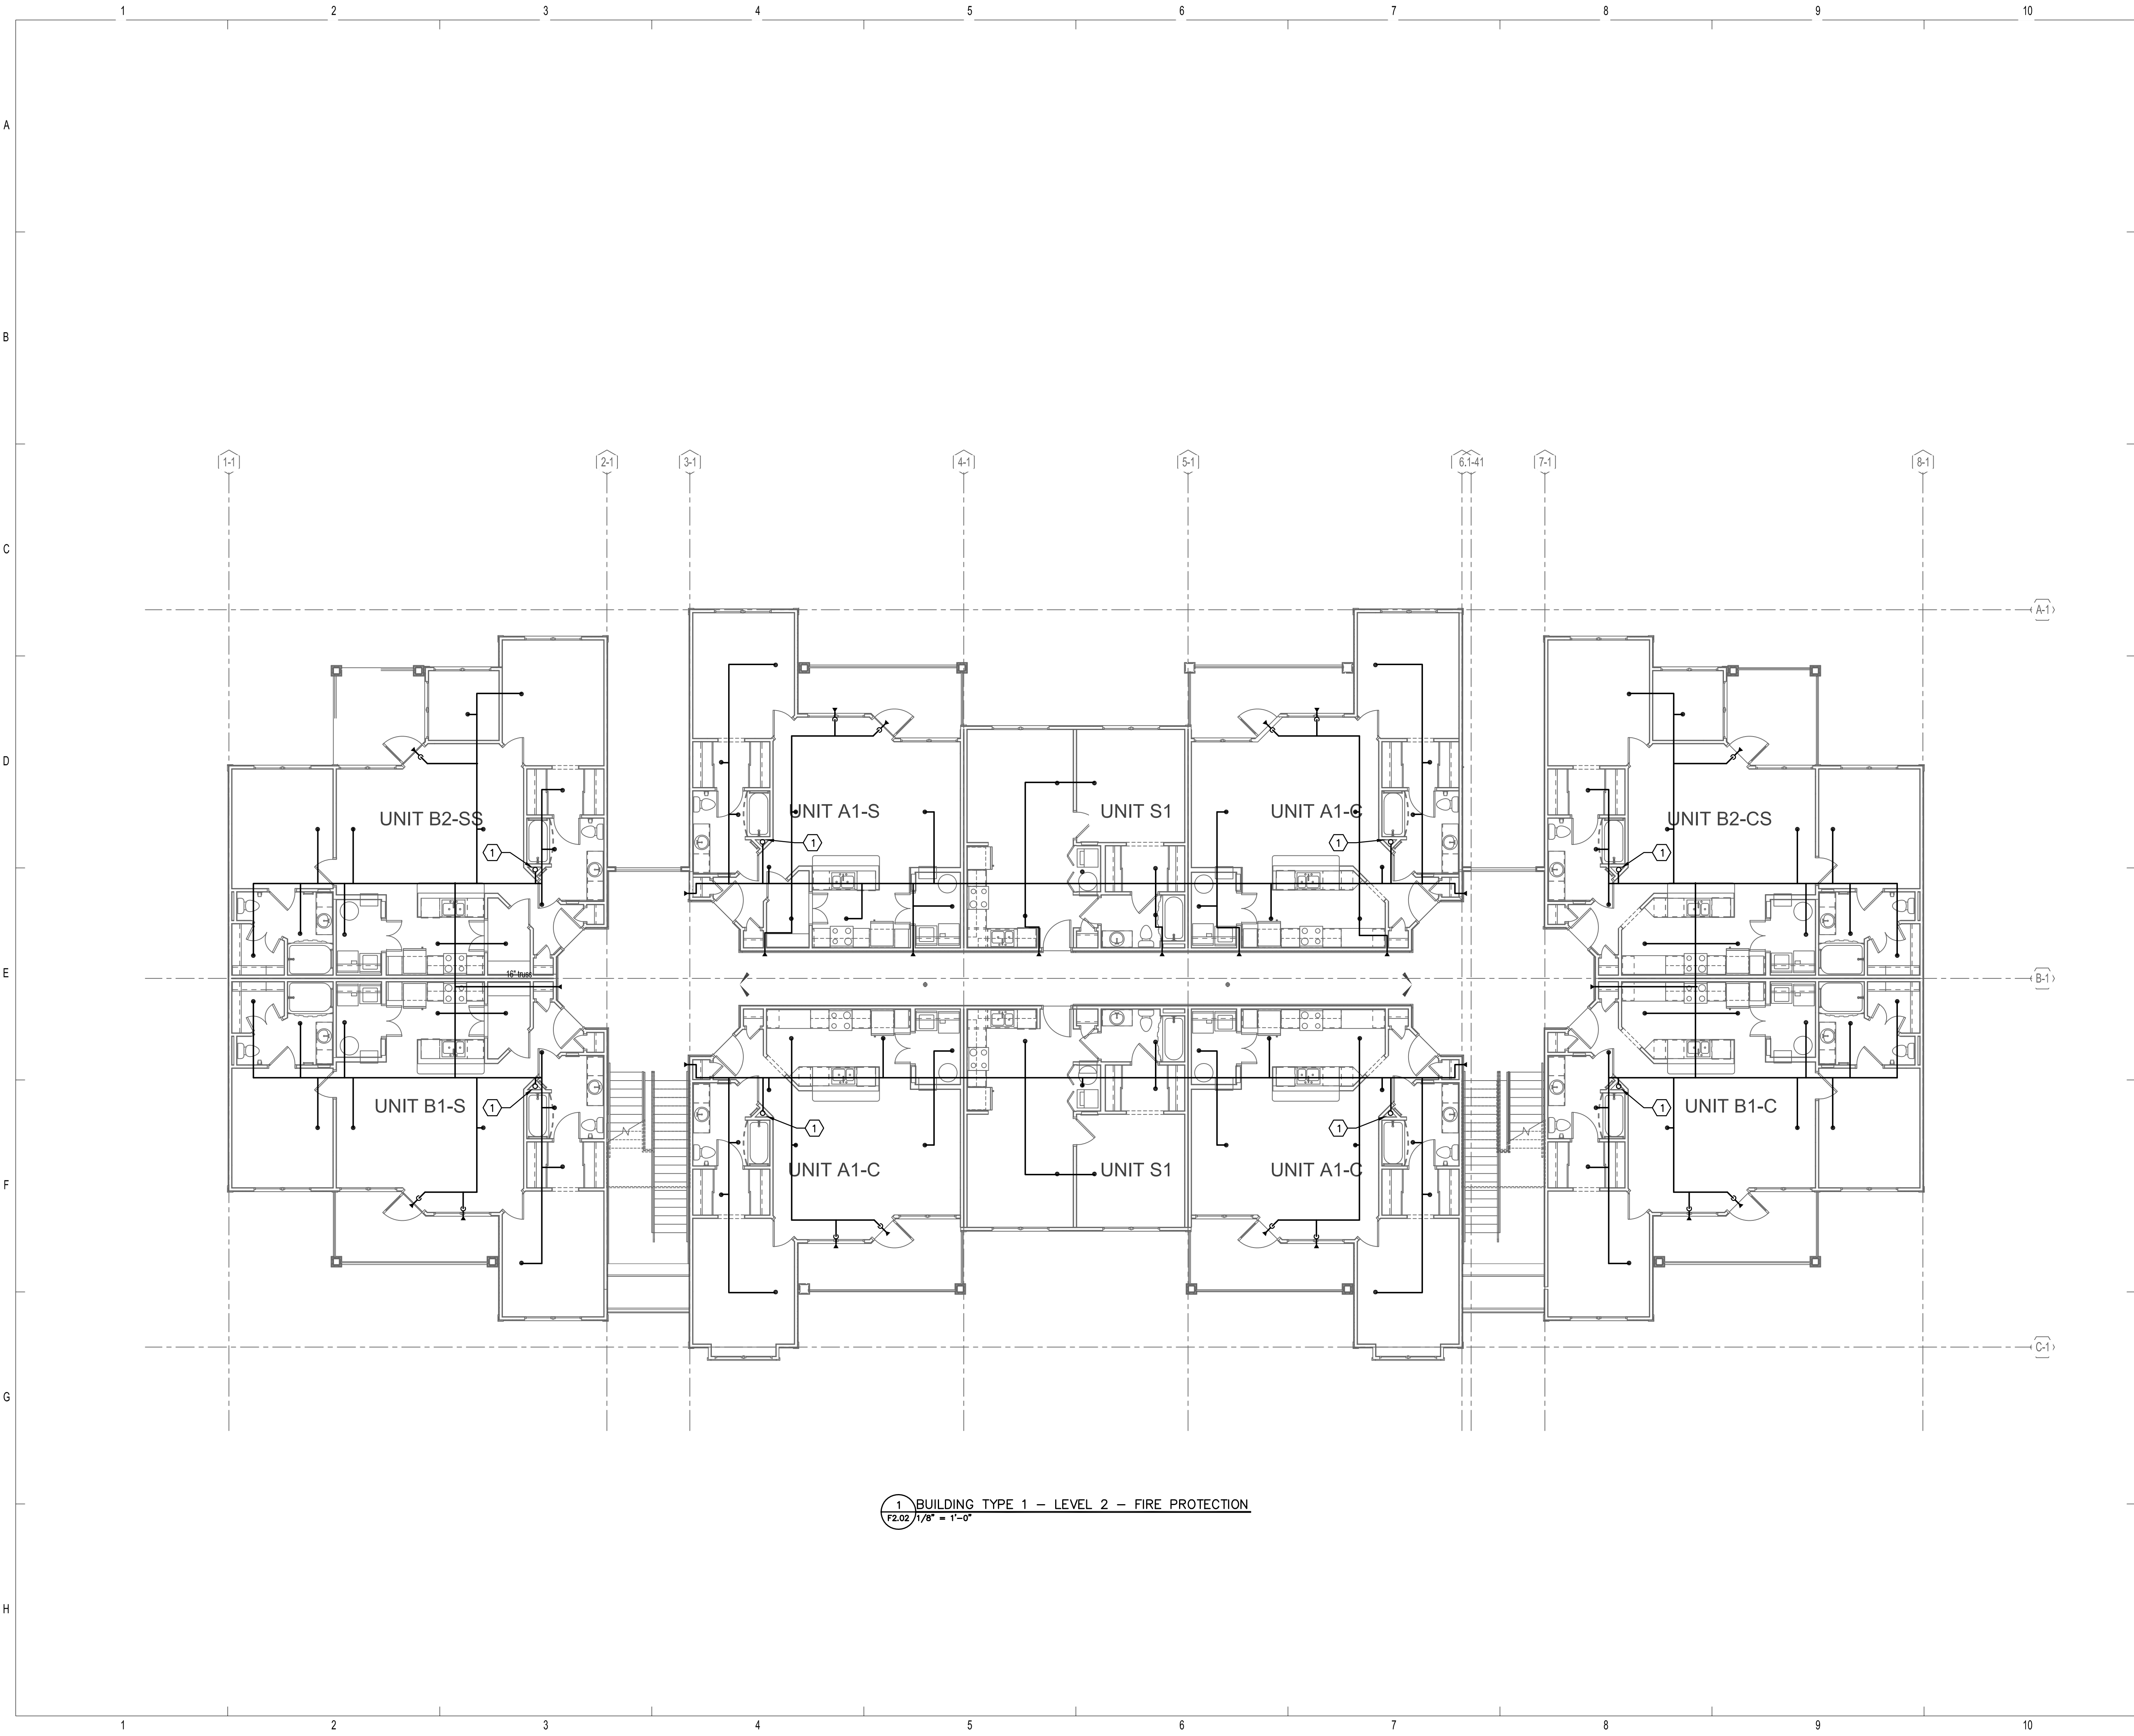 1 2 3 4 5 6 7 8 9 10
A
B
1-1 2-1 3-1 4-1 5-1 6.1-41 7-1 8-1
C
A-1
D
UNIT B2-SS UNIT A1-S UNIT S1 UNIT A1-C UNIT B2-CS
1 1 1 1
E
16" truss
B-1
UNIT B1-S 1 1 1 1 UNIT B1-C
UNIT A1-C UNIT S1 UNIT A1-C
F
C-1
G
1 BUILDING TYPE 1 – LEVEL 2 – FIRE PROTECTION
F2.02 1/8" = 1'-0"
H
1 2 3 4 5 6 7 8 9 10